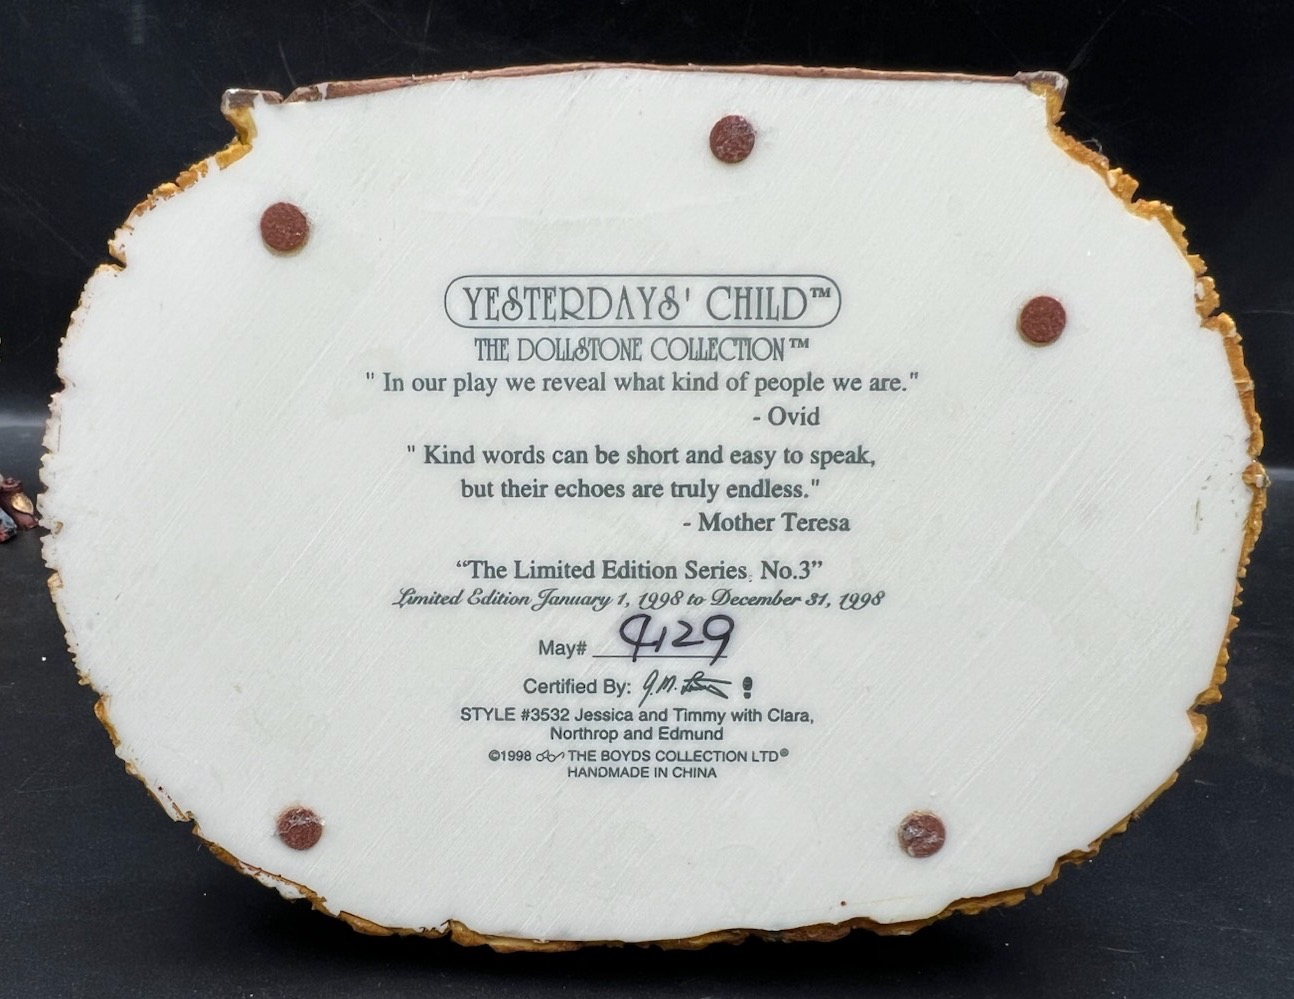 YESTERDAYS' CHILD™
THE DOLLSTONE COLLECTION™
" In our play we reveal what kind of people we are."
- Ovid
" Kind words can be short and easy to speak,
but their echoes are truly endless."
- Mother Teresa
“The Limited Edition Series. No.3”
Limited Edition January 1, 1998 to December 31, 1998
May# 4129
Certified By: G.M.
STYLE #3532 Jessica and Timmy with Clara,
Northrop and Edmund
©1998 THE BOYDS COLLECTION LTD®
HANDMADE IN CHINA